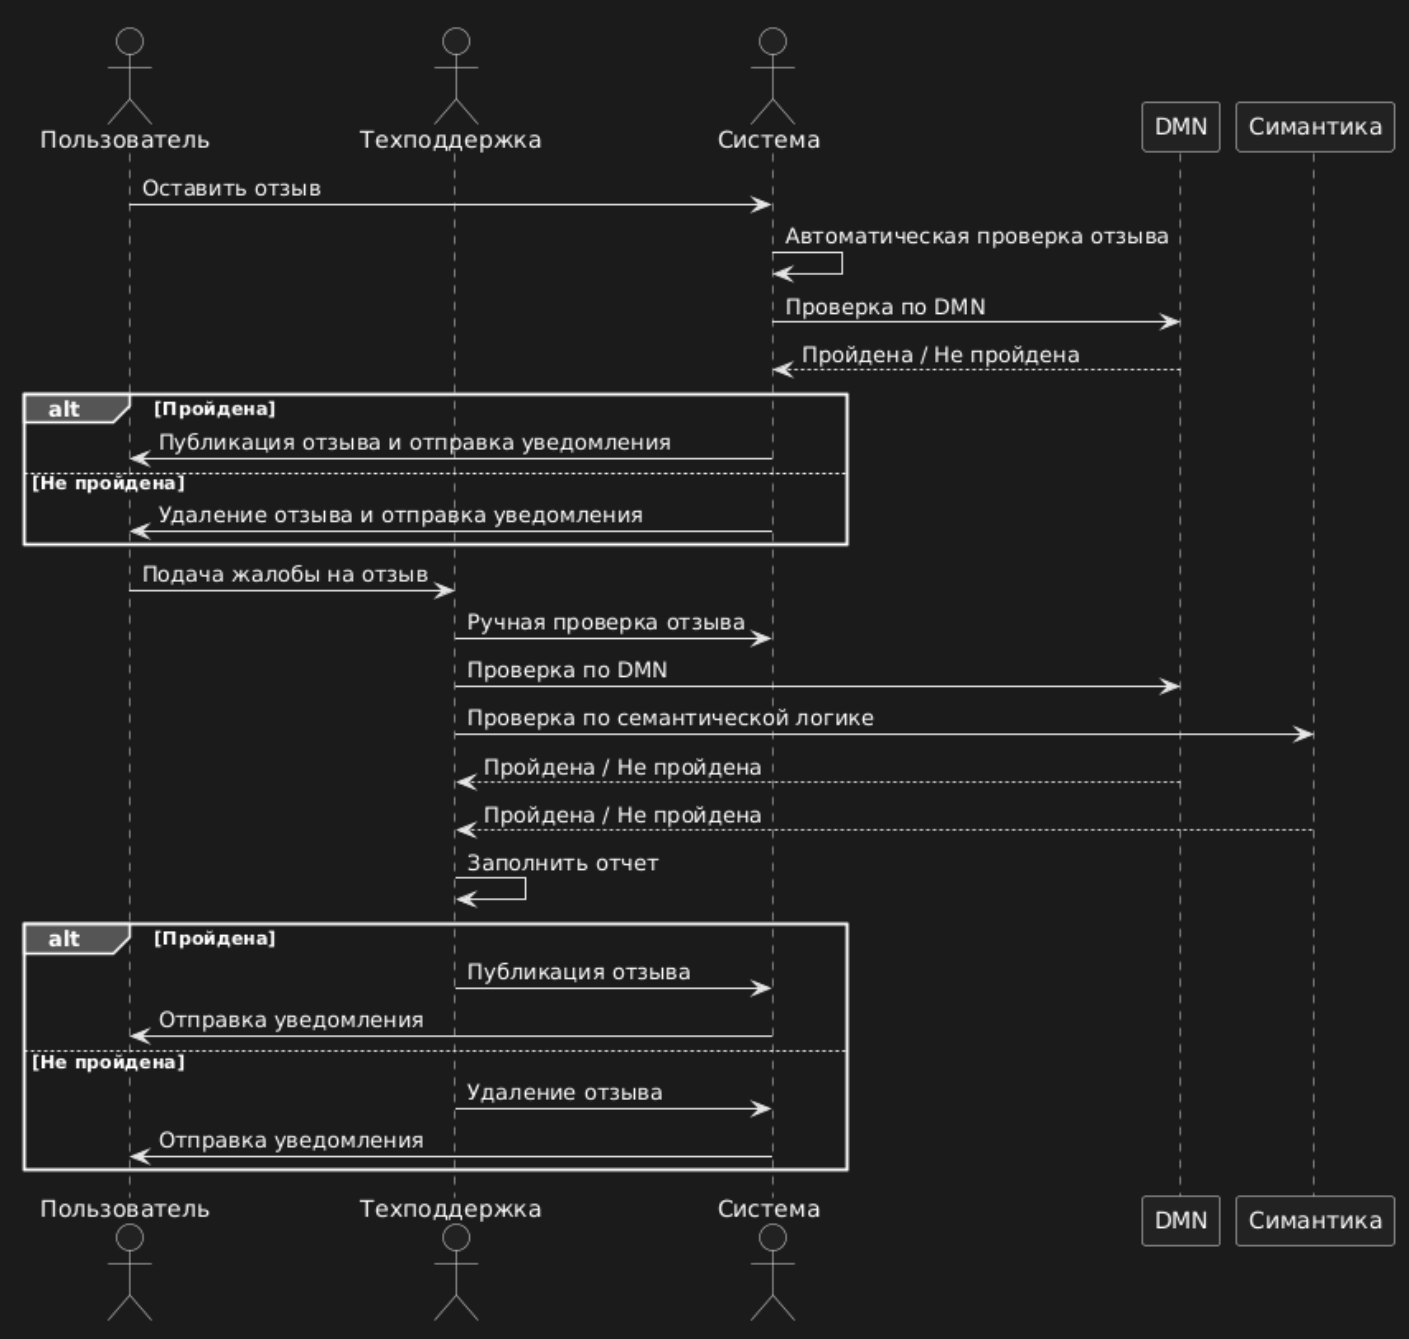 Пользователь
Техподдержка
Система
DMN
Симантика
Оставить отзыв
Автоматическая проверка отзыва
Проверка по DMN
Пройдена / Не пройдена
alt
[Пройдена]
Публикация отзыва и отправка уведомления
[Не пройдена]
Удаление отзыва и отправка уведомления
Подача жалобы на отзыв
Ручная проверка отзыва
Проверка по DMN
Проверка по семантической логике
Пройдена / Не пройдена
Пройдена / Не пройдена
Заполнить отчет
alt
[Пройдена]
Публикация отзыва
Отправка уведомления
[Не пройдена]
Удаление отзыва
Отправка уведомления
Пользователь
Техподдержка
Система
DMN
Симантика